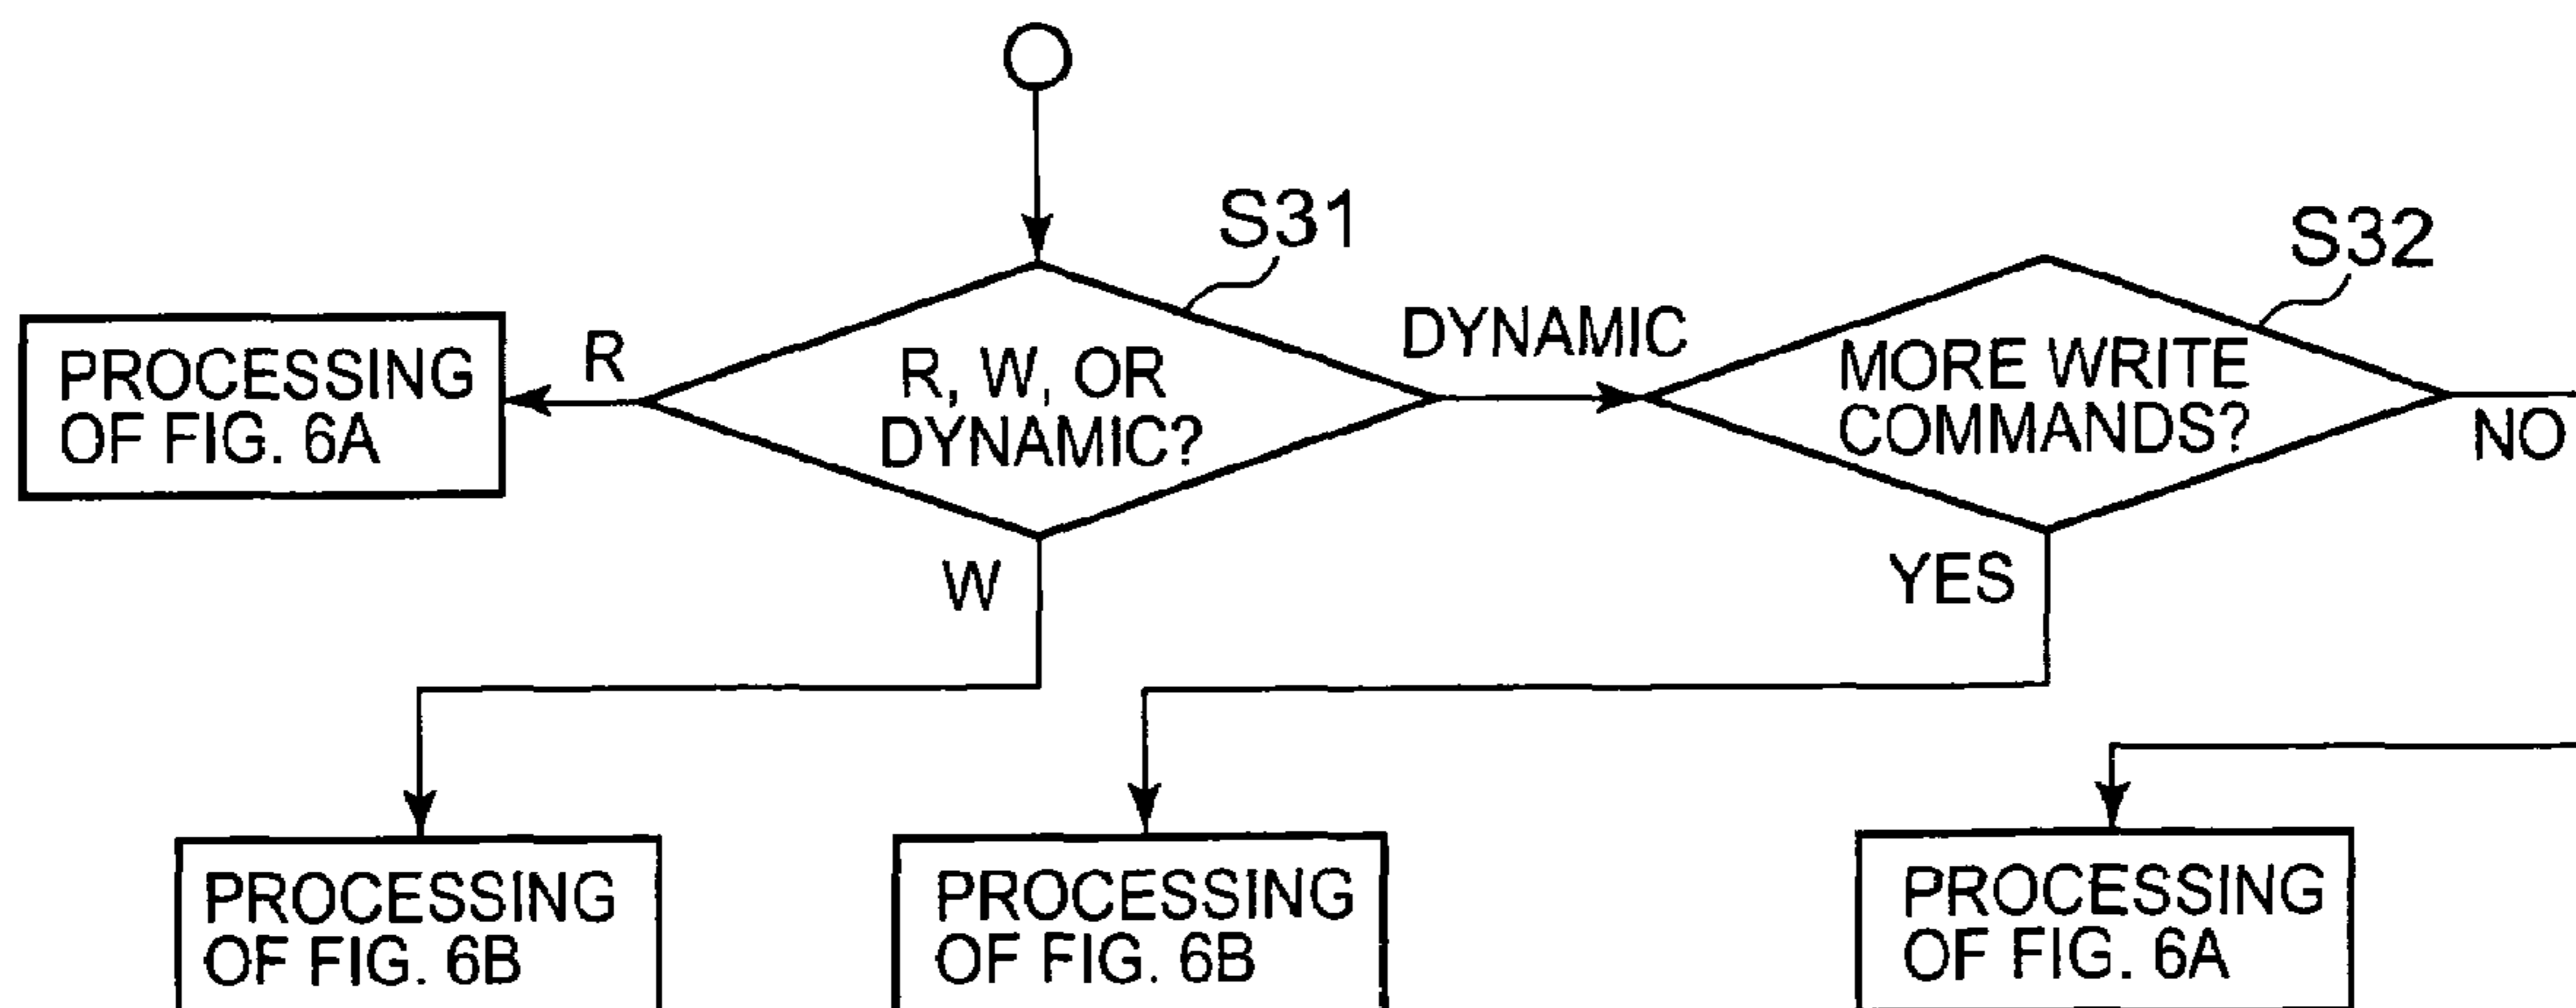 S31
S32
PROCESSING
OF FIG. 6A
R
R, W, OR
DYNAMIC?
DYNAMIC
MORE WRITE
COMMANDS?
NO
W
YES
PROCESSING
OF FIG. 6B
PROCESSING
OF FIG. 6B
PROCESSING
OF FIG. 6A